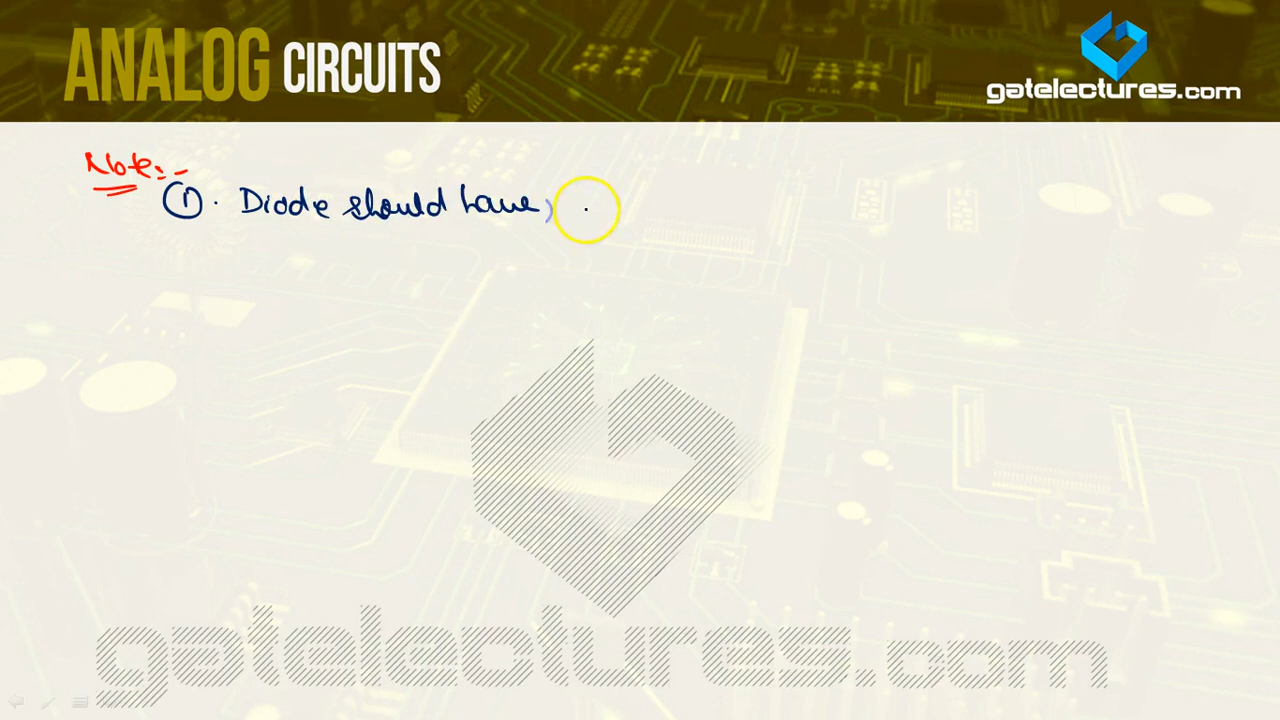 ANALOG CIRCUITS
gatelectures.com
Note:-
①. Diode should have,
gatelectures.com